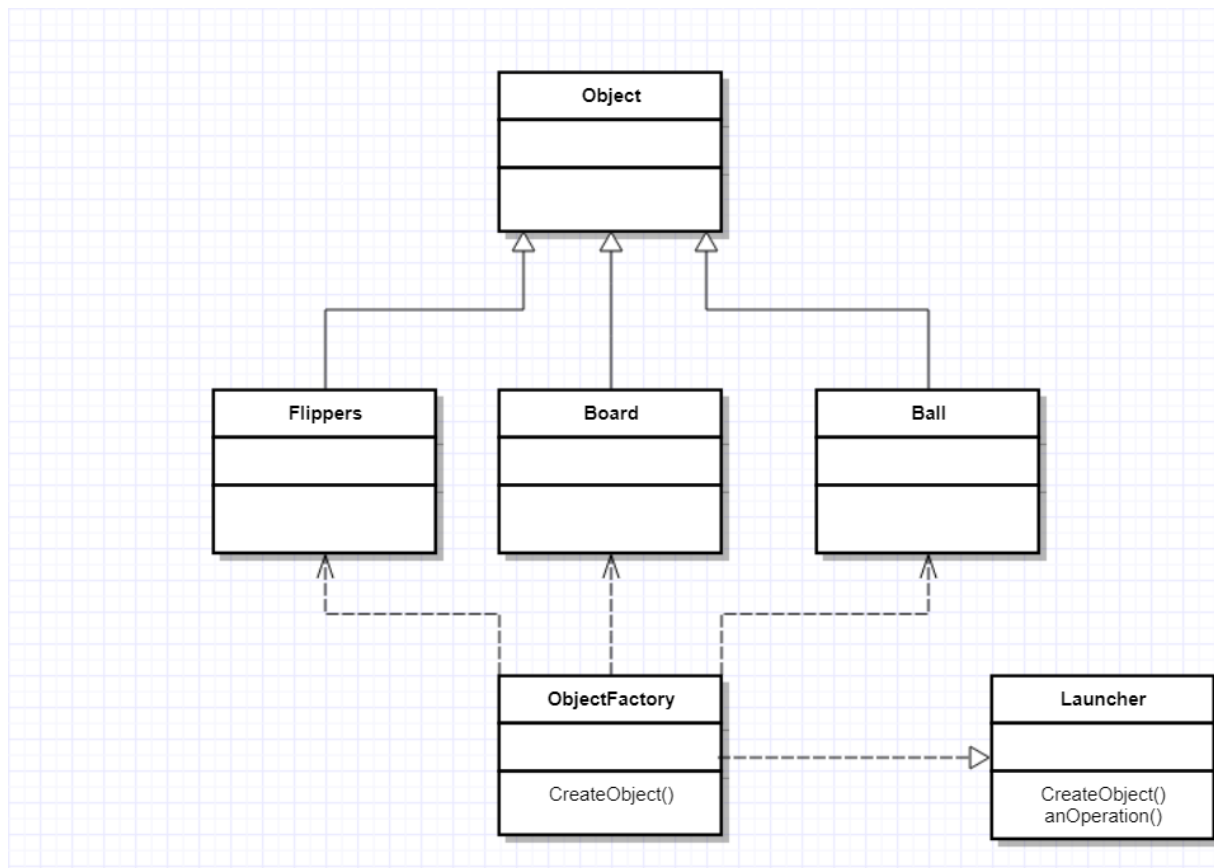 Object
Flippers
Board
Ball
ObjectFactory
CreateObject()
Launcher
CreateObject()
anOperation()